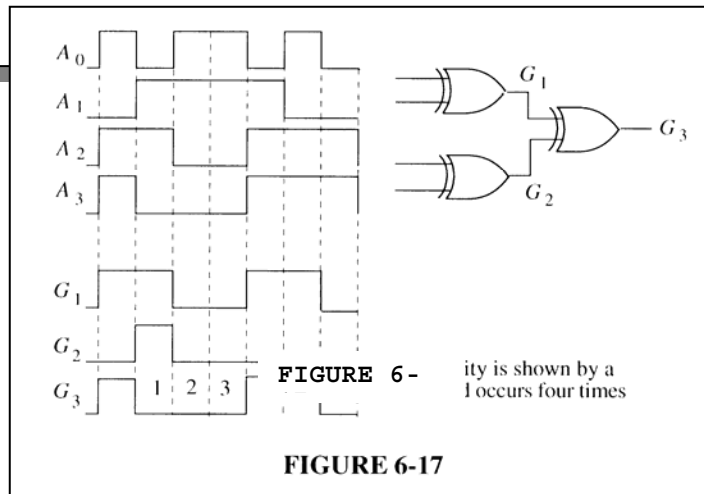 A0
A1
A2
A3
G1
G2
G3
1 2 3
G1
G2
G3
FIGURE 6-
ity is shown by a
l occurs four times
FIGURE 6-17